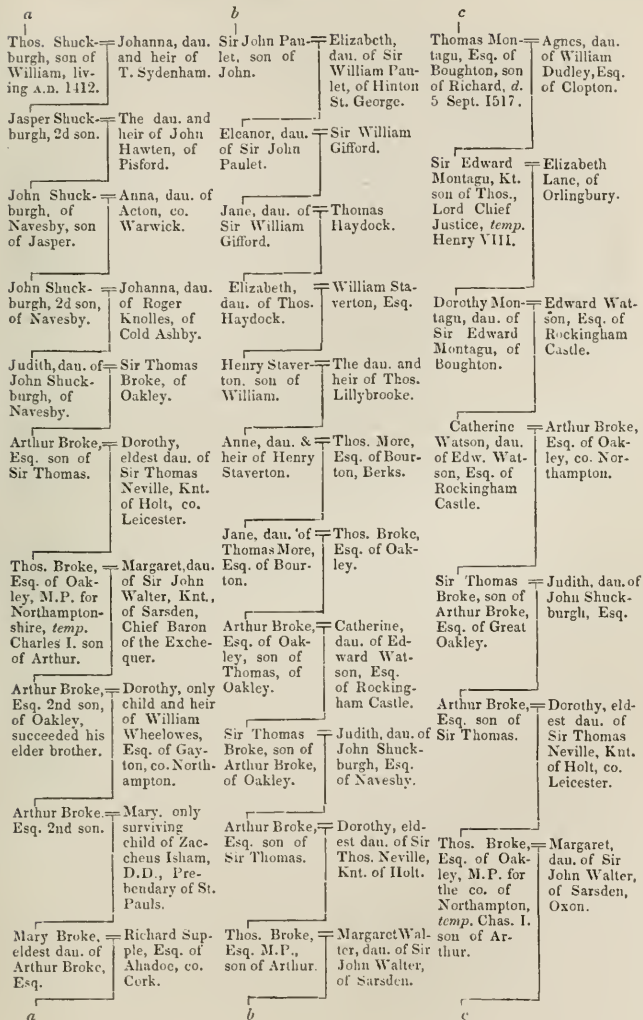 a
Thos. Shuck-
burgh, son of
William, liv-
ing A.D. 1412.
Johanna, dau.
and heir of
T. Sydenham.
Jasper Shuck-
burgh, 2d son.
The dau. and
heir of John
Hawten, of
Pisford.
John Shuck-
burgh, of
Navesby, son
of Jasper.
Anna, dau. of
Acton, co.
Warwick.
John Shuck-
burgh, 2d son,
of Navesby.
Johanna, dau.
of Roger
Knolles, of
Cold Ashby.
Judith, dau. of
John Shuck-
burgh, of
Navesby.
Sir Thomas
Broke, of
Oakley.
Arthur Broke,
Esq. son of
Sir Thomas.
Dorothy,
eldest dau. of
Sir Thomas
Neville, Knt.
of Holt, co.
Leicester.
Thos. Broke,
Esq. of Oak-
ley, M.P. for
Northampton-
shire, temp.
Charles I. son
of Arthur.
Margaret, dau.
of Sir John
Walter, Knt.,
of Sarsden,
Chief Baron
of the Exche-
quer.
Arthur Broke,
Esq. 2nd son,
of Oakley,
succeeded his
elder brother.
Dorothy, only
child and heir
of William
Wheelowes,
Esq. of Gay-
ton, co. North-
ampton.
Arthur Broke.
Esq. 2nd son.
Mary. only
surviving
child of Zac-
cheus Isham,
D.D., Pre-
bendary of St.
Pauls.
Mary Broke,
eldest dau. of
Arthur Broke,
Esq.
Richard Sup-
ple, Esq. of
Ahadoc, co.
Cork.
a
b
Sir John Pau-
let, son of
John.
Elizabeth,
dau. of Sir
William Pau-
let, of Hinton
St. George.
Eleanor, dau.
of Sir John
Paulet.
Sir William
Gifford.
Jane, dau. of
Sir William
Gifford.
Thomas
Haydock.
Elizabeth,
dau. of Thos.
Haydock.
William Sta-
verton, Esq.
Henry Staver-
ton. son of
William.
The dau. and
heir of Thos.
Lillybrooke.
Anne, dau. &
heir of Henry
Staverton.
Thos. More,
Esq. of Bour-
ton, Berks.
Jane, dau. of
Thomas More,
Esq. of Bour-
ton.
Thos. Broke,
Esq. of Oak-
ley.
Arthur Broke,
Esq. of Oak-
ley, son of
Thomas, of
Oakley.
Catherine,
dau. of Ed-
ward Wat-
son, Esq.
of Rocking-
ham Castle.
Sir Thomas
Broke, son of
Arthur Broke,
of Oakley.
Judith, dau. of
John Shuck-
burgh, Esq.
of Navesby.
Arthur Broke,
Esq. son of
Sir Thomas.
Dorothy, eld-
est dau. of Sir
Thos. Neville,
Knt. of Holt.
Thos. Broke,
Esq. M.P.,
son of Arthur.
Margaret Wal-
ter, dau. of Sir
John Walter,
of Sarsden.
b
c
Thomas Mon-
tagu, Esq. of
Boughton, son
of Richard, d.
5 Sept. 1517.
Agnes, dau.
of William
Dudley, Esq.
of Clopton.
Sir Edward
Montagu, Kt.
son of Thos.,
Lord Chief
Justice, temp.
Henry VIII.
Elizabeth
Lane, of
Orlingbury.
Dorothy Mon-
tagu, dau. of
Sir Edward
Montagu, of
Boughton.
Edward Wat-
son, Esq. of
Rockingham
Castle.
Catherine
Watson, dau.
of Edw. Wat-
son, Esq. of
Rockingham
Castle.
Arthur Broke,
Esq. of Oak-
ley, co. Nor-
thampton.
Sir Thomas
Broke, son of
Arthur Broke,
Esq. of Great
Oakley.
Judith, dau. of
John Shuck-
burgh, Esq.
Arthur Broke,
Esq. son of
Sir Thomas.
Dorothy, eld-
est dau. of
Sir Thomas
Neville, Knt.
of Holt, co.
Leicester.
Thos. Broke,
Esq. of Oak-
ley, M.P. for
the co. of
Northampton,
temp. Chas. I.
son of Ar-
thur.
Margaret,
dau. of Sir
John Walter,
of Sarsden,
Oxon.
c